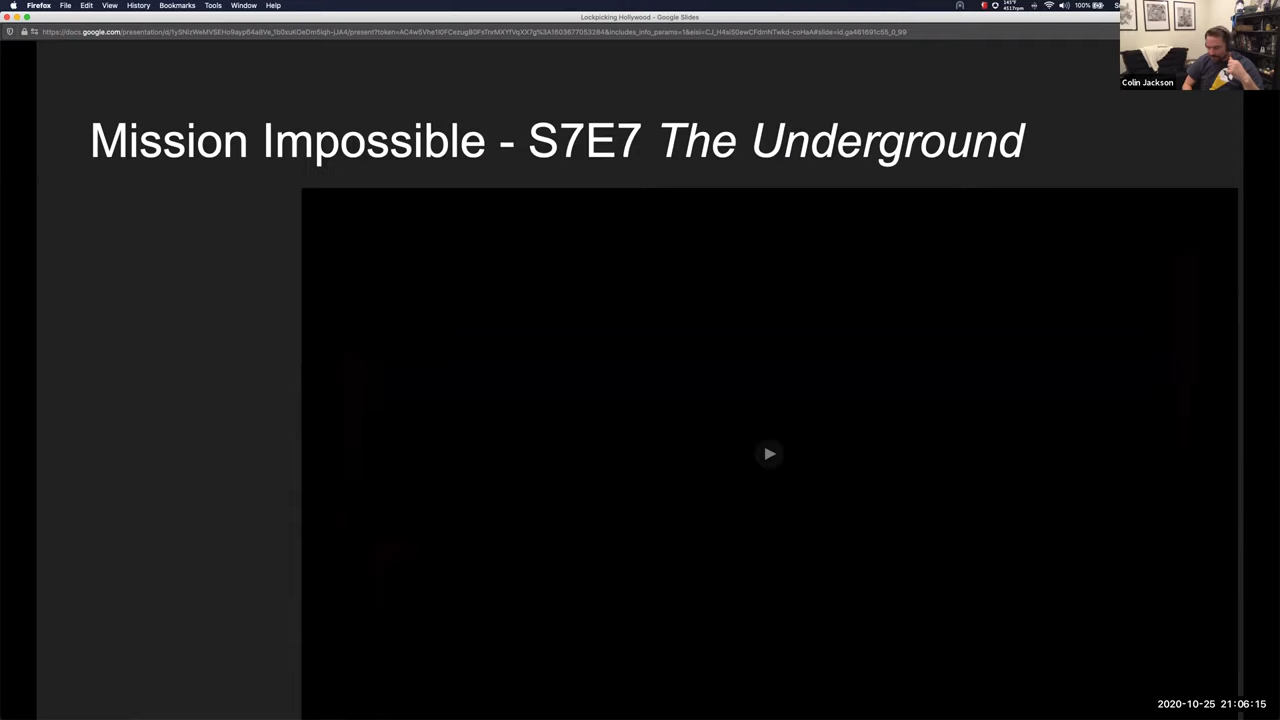 Firefox File Edit View History Bookmarks Tools Window Help 100%
Lockpicking Hollywood - Google Slides
Colin Jackson
Mission Impossible - S7E7 The Underground
2020-10-25 21:06:15